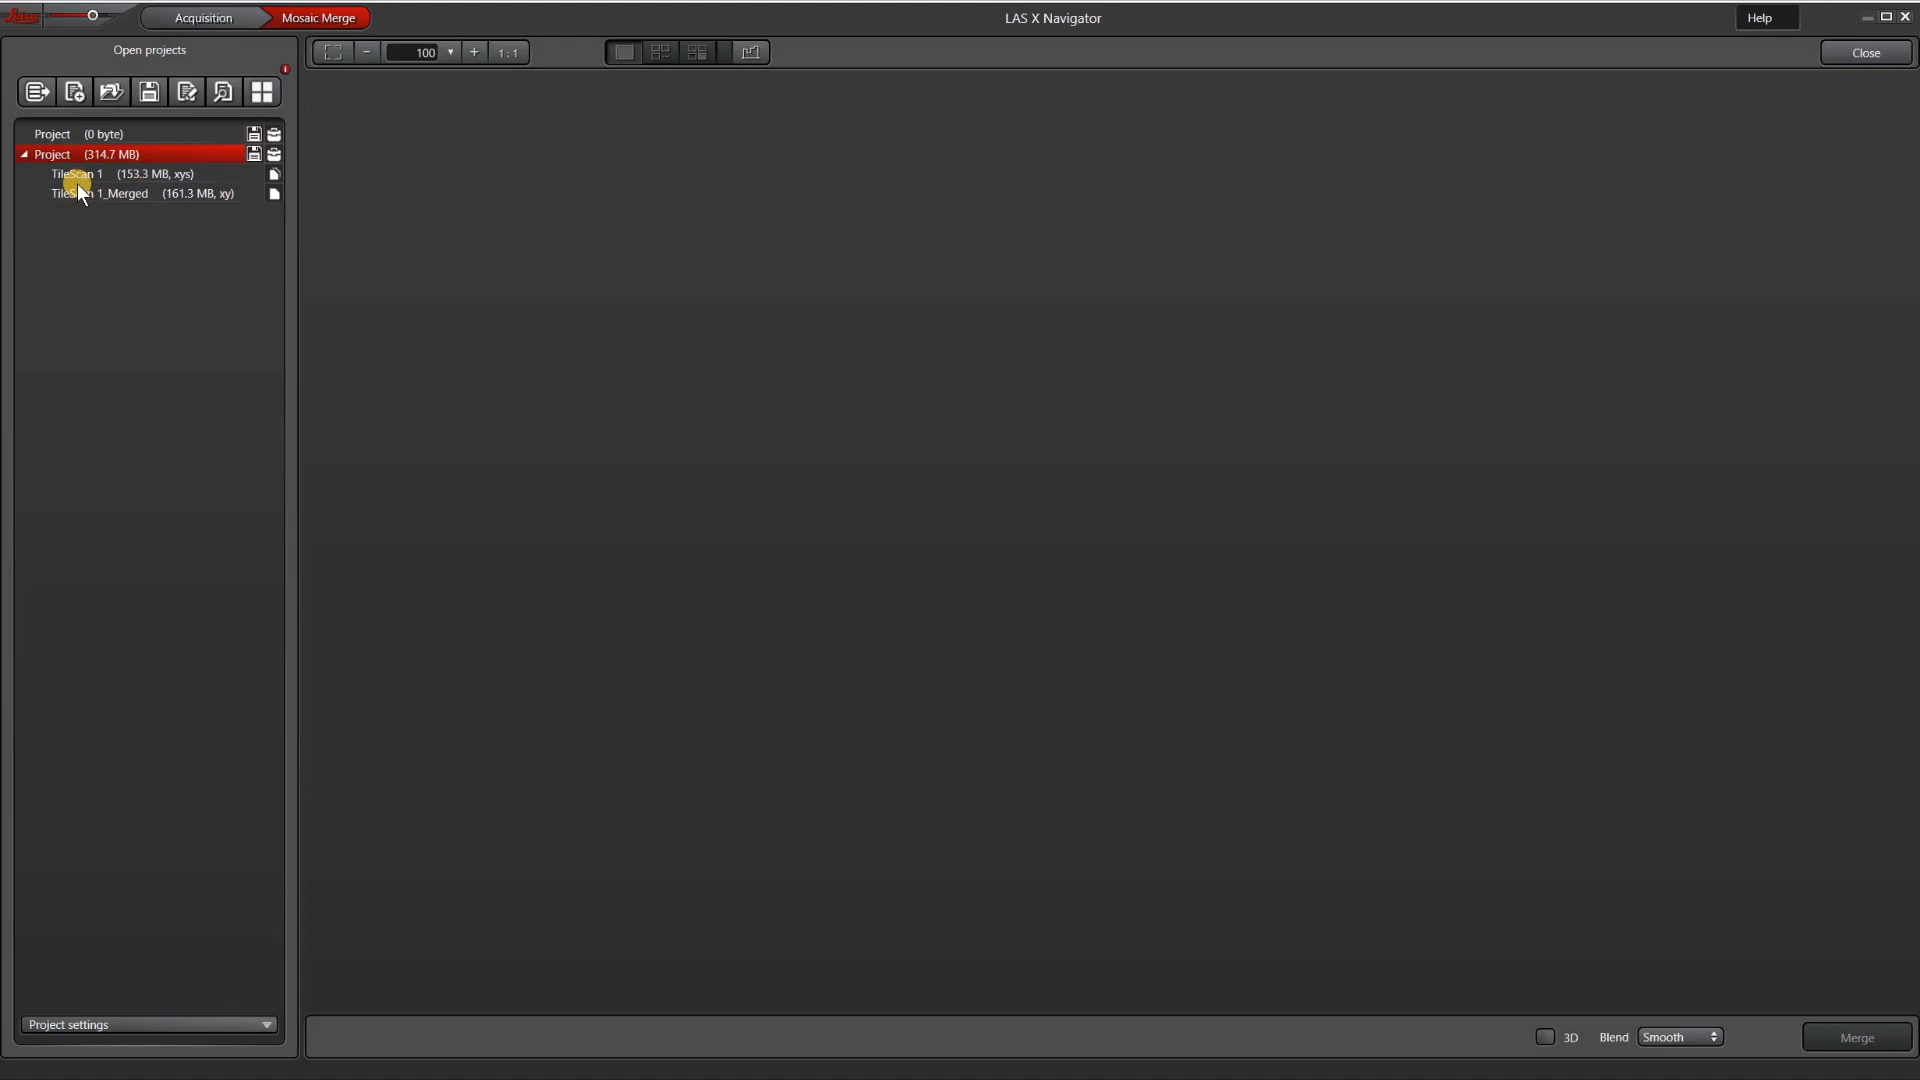 Leica
Acquisition
Mosaic Merge
LAS X Navigator
Help
Open projects
100
1:1
Close
Project (0 byte)
Project (314.7 MB)
TileScan 1 (153.3 MB, xys)
1_Merged (161.3 MB, xy)
Project settings
3D
Blend
Smooth
Merge